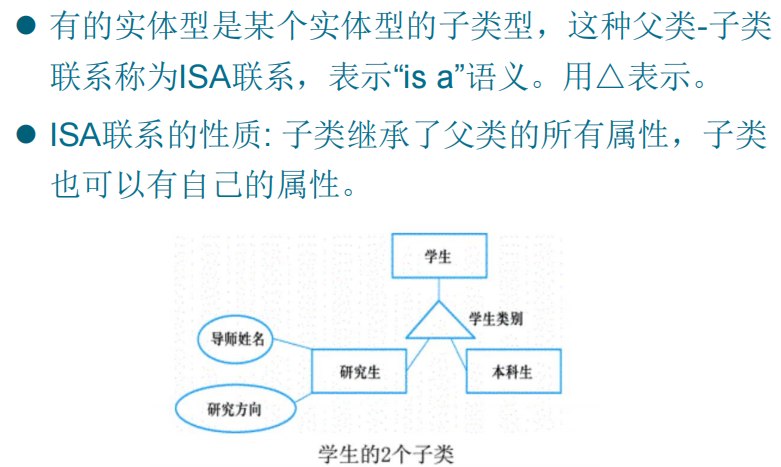 ● 有的实体型是某个实体型的子类型，这种父类-子类
联系称为ISA联系，表示“is a”语义。用△表示。
● ISA联系的性质: 子类继承了父类的所有属性，子类
也可以有自己的属性。
学生
学生类别
导师姓名
研究生
本科生
研究方向
学生的2个子类